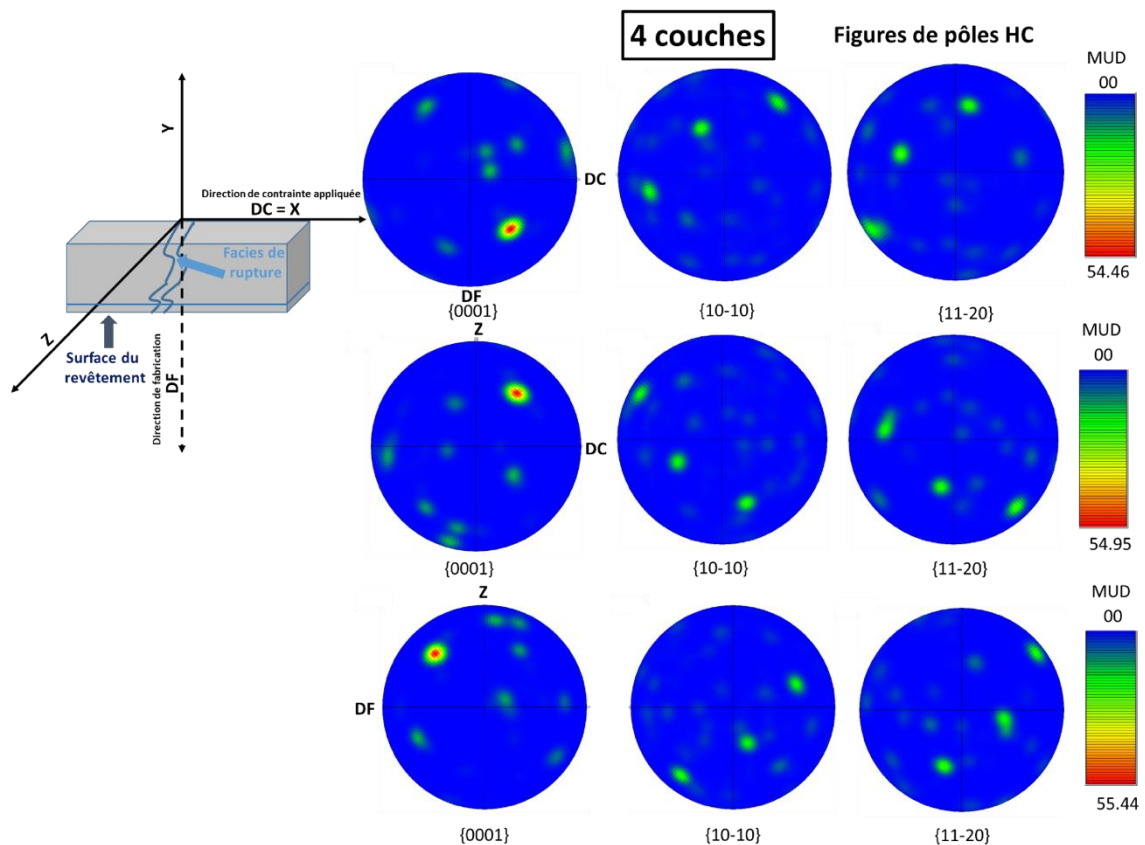 4 couches
Figures de pôles HC
Y
Direction de contrainte appliquée
DC = X
Facies de
rupture
Z
Surface du
revêtement
Direction de fabrication
DF
DC
DF
{0001}
{10-10}
{11-20}
MUD
00
54.46
Z
DC
{0001}
{10-10}
{11-20}
MUD
00
54.95
Z
DF
{0001}
{10-10}
{11-20}
MUD
00
55.44